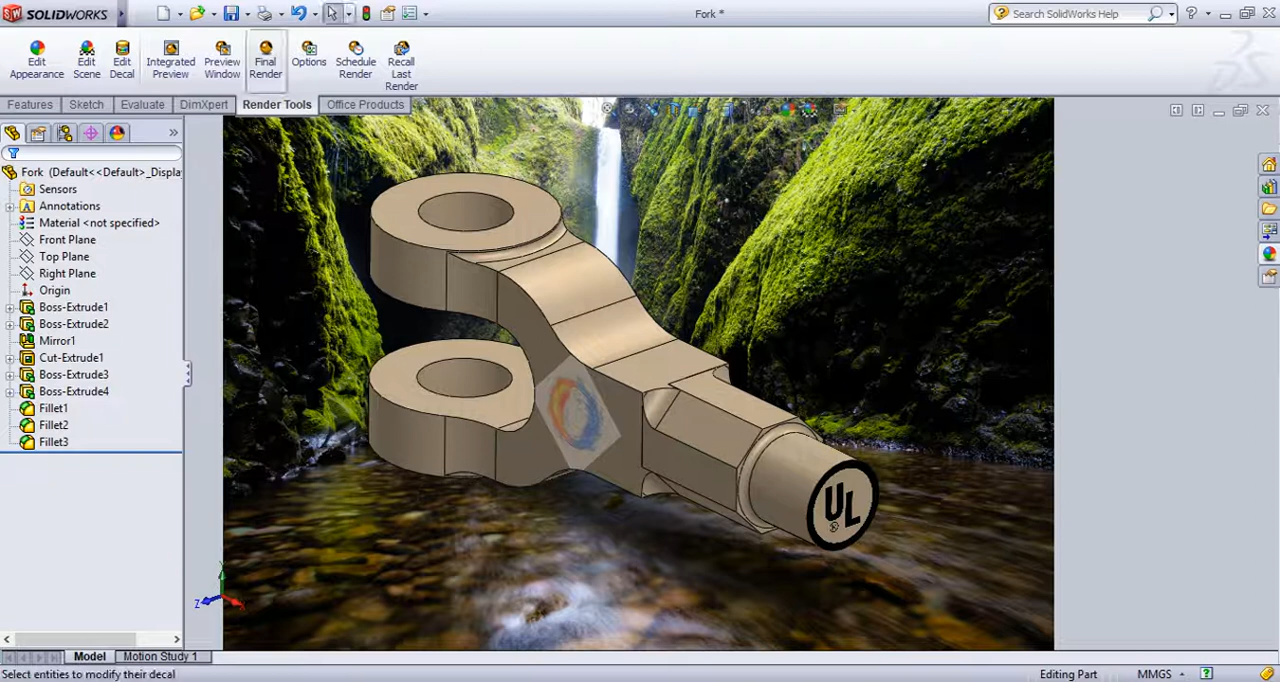 SW SOLIDWORKS
Fork *
Search SolidWorks Help
Edit Appearance
Edit Scene
Edit Decal
Integrated Preview
Preview Window
Final Render
Options
Schedule Render
Recall Last Render
Features
Sketch
Evaluate
DimXpert
Render Tools
Office Products
Fork (Default<<Default>_Displa
Sensors
Annotations
Material <not specified>
Front Plane
Top Plane
Right Plane
Origin
Boss-Extrude1
Boss-Extrude2
Mirror1
Cut-Extrude1
Boss-Extrude3
Boss-Extrude4
Fillet1
Fillet2
Fillet3
UL
®
Z
X
Model
Motion Study 1
Select entities to modify their decal
Editing Part
MMGS